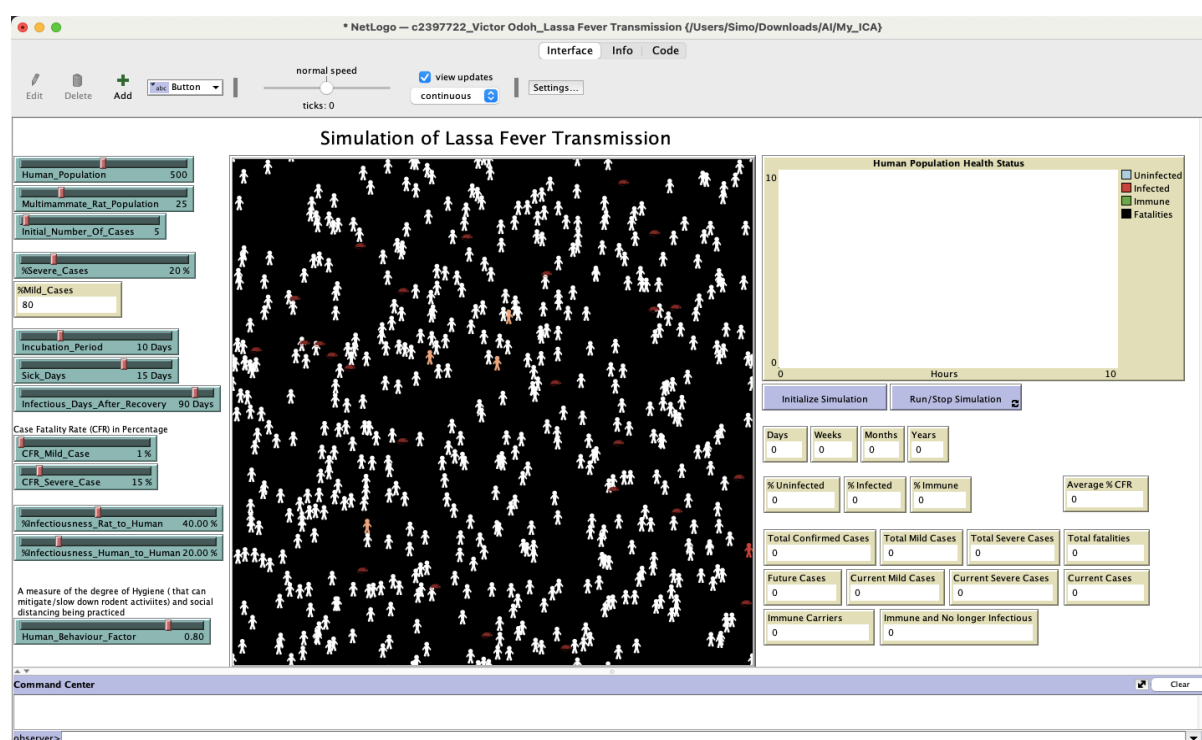 * NetLogo — c2397722_Victor Odoh_Lassa Fever Transmission {/Users/Simo/Downloads/AI/My_ICA}
Interface Info Code
Edit Delete Add abc Button normal speed ticks: 0 view updates continuous Settings...
Simulation of Lassa Fever Transmission
Human_Population 500
Multimammate_Rat_Population 25
Initial_Number_Of_Cases 5
%Severe_Cases 20 %
%Mild_Cases
80
Incubation_Period 10 Days
Sick_Days 15 Days
Infectious_Days_After_Recovery 90 Days
Case Fatality Rate (CFR) in Percentage
CFR_Mild_Case 1 %
CFR_Severe_Case 15 %
%Infectiousness_Rat_to_Human 40.00 %
%Infectiousness_Human_to_Human 20.00 %
A measure of the degree of Hygiene ( that can
mitigate/slow down rodent activiites) and social
distancing being practiced
Human_Behaviour_Factor 0.80
Human Population Health Status
10
0
0 Hours 10
Uninfected
Infected
Immune
Fatalities
Initialize Simulation Run/Stop Simulation
Days Weeks Months Years
0 0 0 0
% Uninfected % Infected % Immune Average % CFR
0 0 0 0
Total Confirmed Cases Total Mild Cases Total Severe Cases Total fatalities
0 0 0 0
Future Cases Current Mild Cases Current Severe Cases Current Cases
0 0 0 0
Immune Carriers Immune and No longer Infectious
0 0
Command Center Clear
observer>